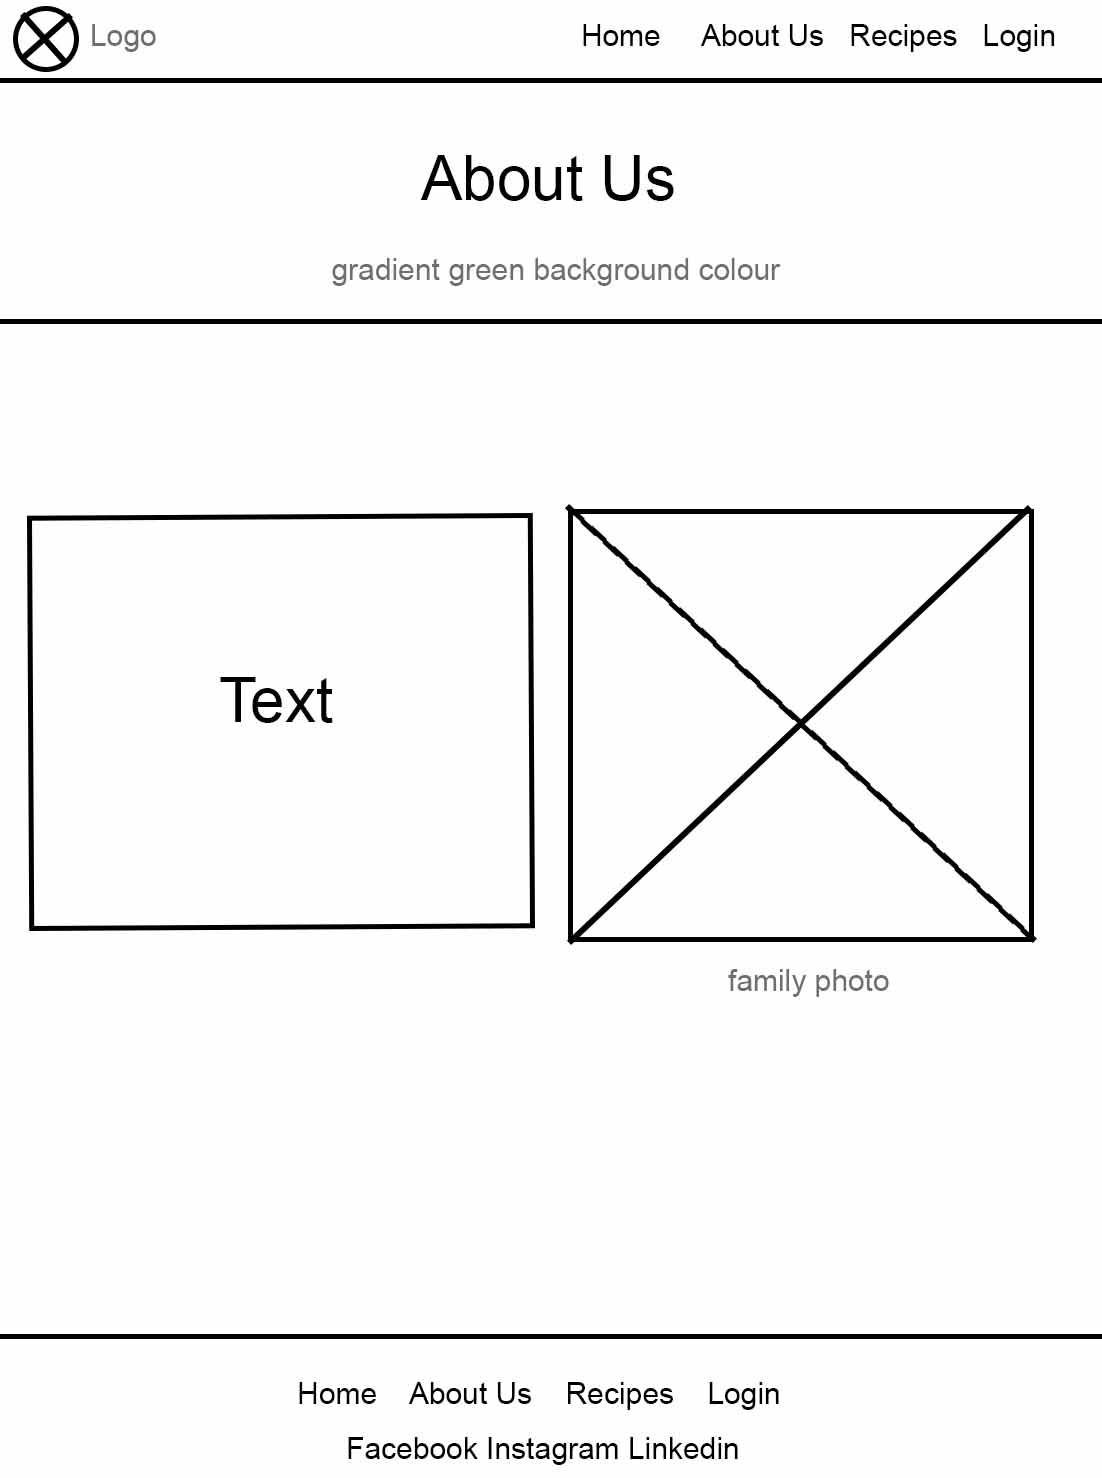 Logo Home About Us Recipes Login
About Us
gradient green background colour
Text
family photo
Home About Us Recipes Login
Facebook Instagram Linkedin